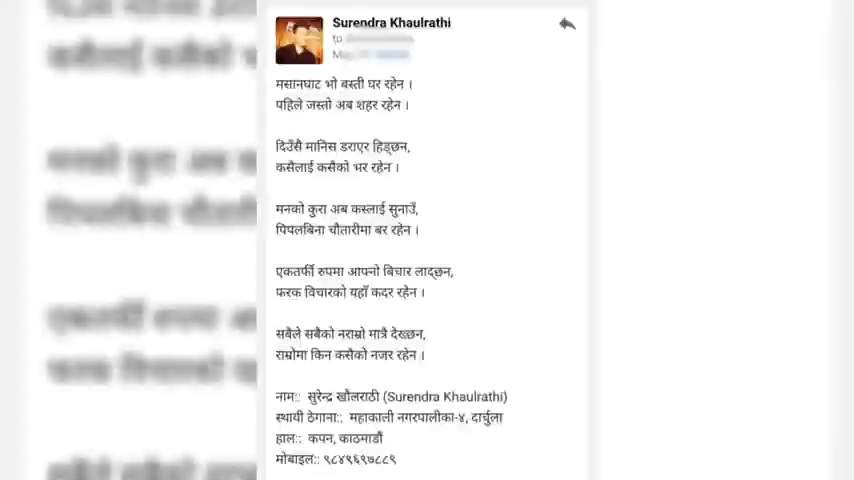 Surendra Khaulrathi
to
मसानघाट भो बस्ती घर रहेन ।
पहिले जस्तो अब शहर रहेन ।
दिउँसै मानिस डराएर हिड्छन,
कसैलाई कसैको भर रहेन ।
मनको कुरा अब कस्लाई सुनाउँ,
पिपलबिना चौतारीमा बर रहेन ।
एकतर्फी रुपमा आफ्नो बिचार लाद्छन,
फरक विचारको यहाँ कदर रहेन ।
सबैले सबैको नराम्रो मात्रै देख्छन,
राम्रोमा किन कसैको नजर रहेन ।
नाम:: सुरेन्द्र खौलराठी (Surendra Khaulrathi)
स्थायी ठेगाना:: महाकाली नगरपालीका-४, दार्चुला
हाल:: कपन, काठमाडौं
मोबाइल:: ९८४९६९७८८९